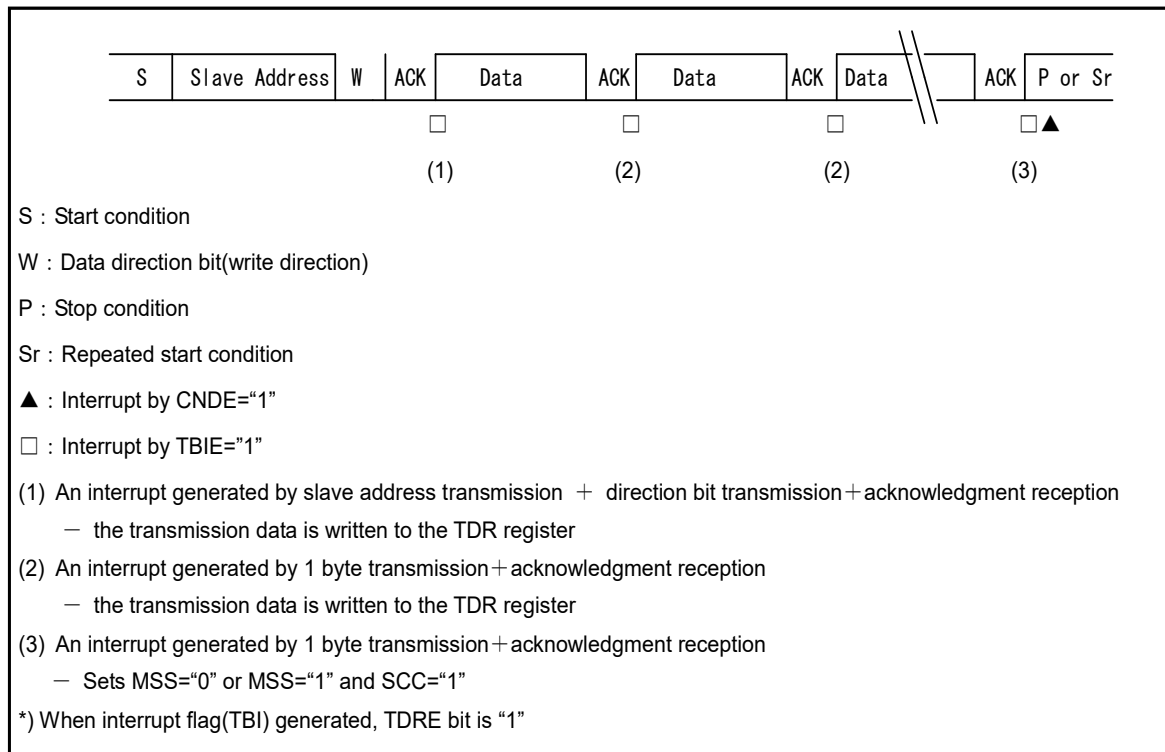 S Slave Address W ACK Data ACK Data ACK Data ACK P or Sr
□ □ □ □▲
(1) (2) (2) (3)
S : Start condition
W : Data direction bit(write direction)
P : Stop condition
Sr : Repeated start condition
▲ : Interrupt by CNDE=“1”
□ : Interrupt by TBIE=”1”
(1) An interrupt generated by slave address transmission + direction bit transmission+acknowledgment reception
－ the transmission data is written to the TDR register
(2) An interrupt generated by 1 byte transmission+acknowledgment reception
－ the transmission data is written to the TDR register
(3) An interrupt generated by 1 byte transmission+acknowledgment reception
－ Sets MSS=“0” or MSS=“1” and SCC=“1”
*) When interrupt flag(TBI) generated, TDRE bit is “1”